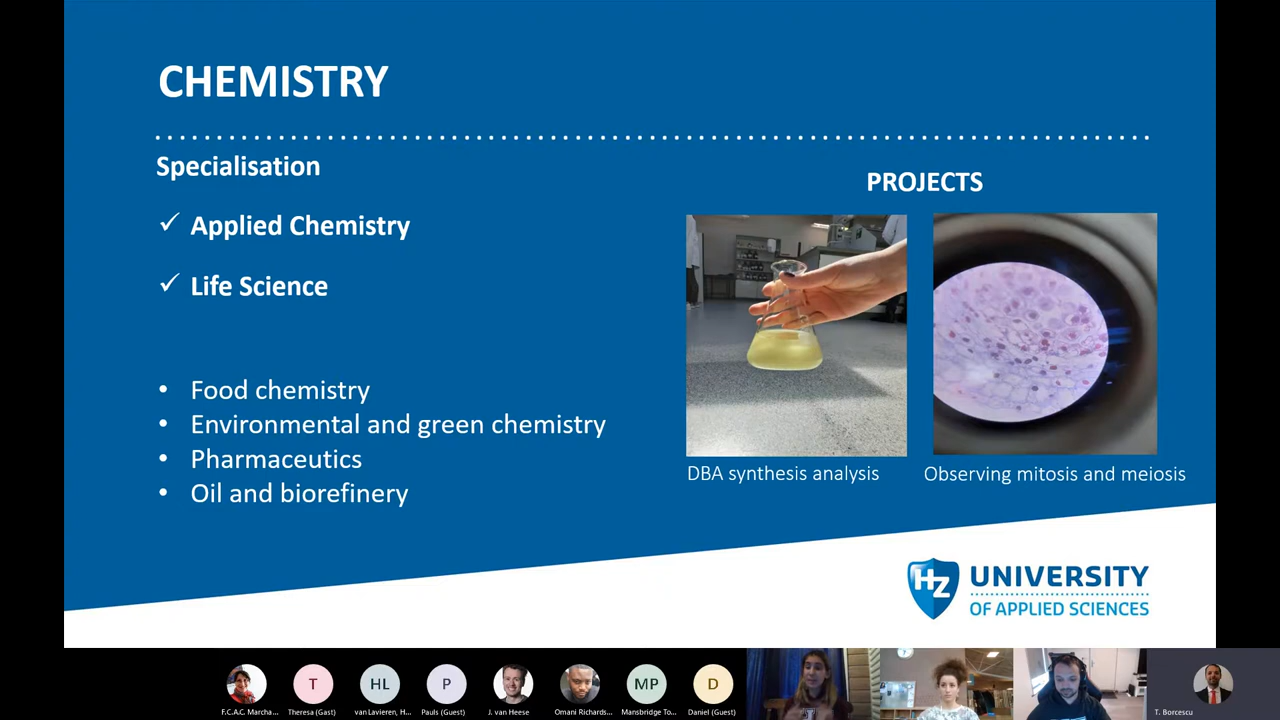 CHEMISTRY
Specialisation
✓ Applied Chemistry
✓ Life Science
• Food chemistry
• Environmental and green chemistry
• Pharmaceutics
• Oil and biorefinery
PROJECTS
DBA synthesis analysis
Observing mitosis and meiosis
HZ UNIVERSITY
OF APPLIED SCIENCES
T
HL
P
MP
D
F.C.A.C. Marcha...
Theresa (Gast)
van Lavieren, H...
Pauls (Guest)
J. van Heese
Omani Richards...
Mansbridge To...
Daniel (Guest)
T. Borcescu